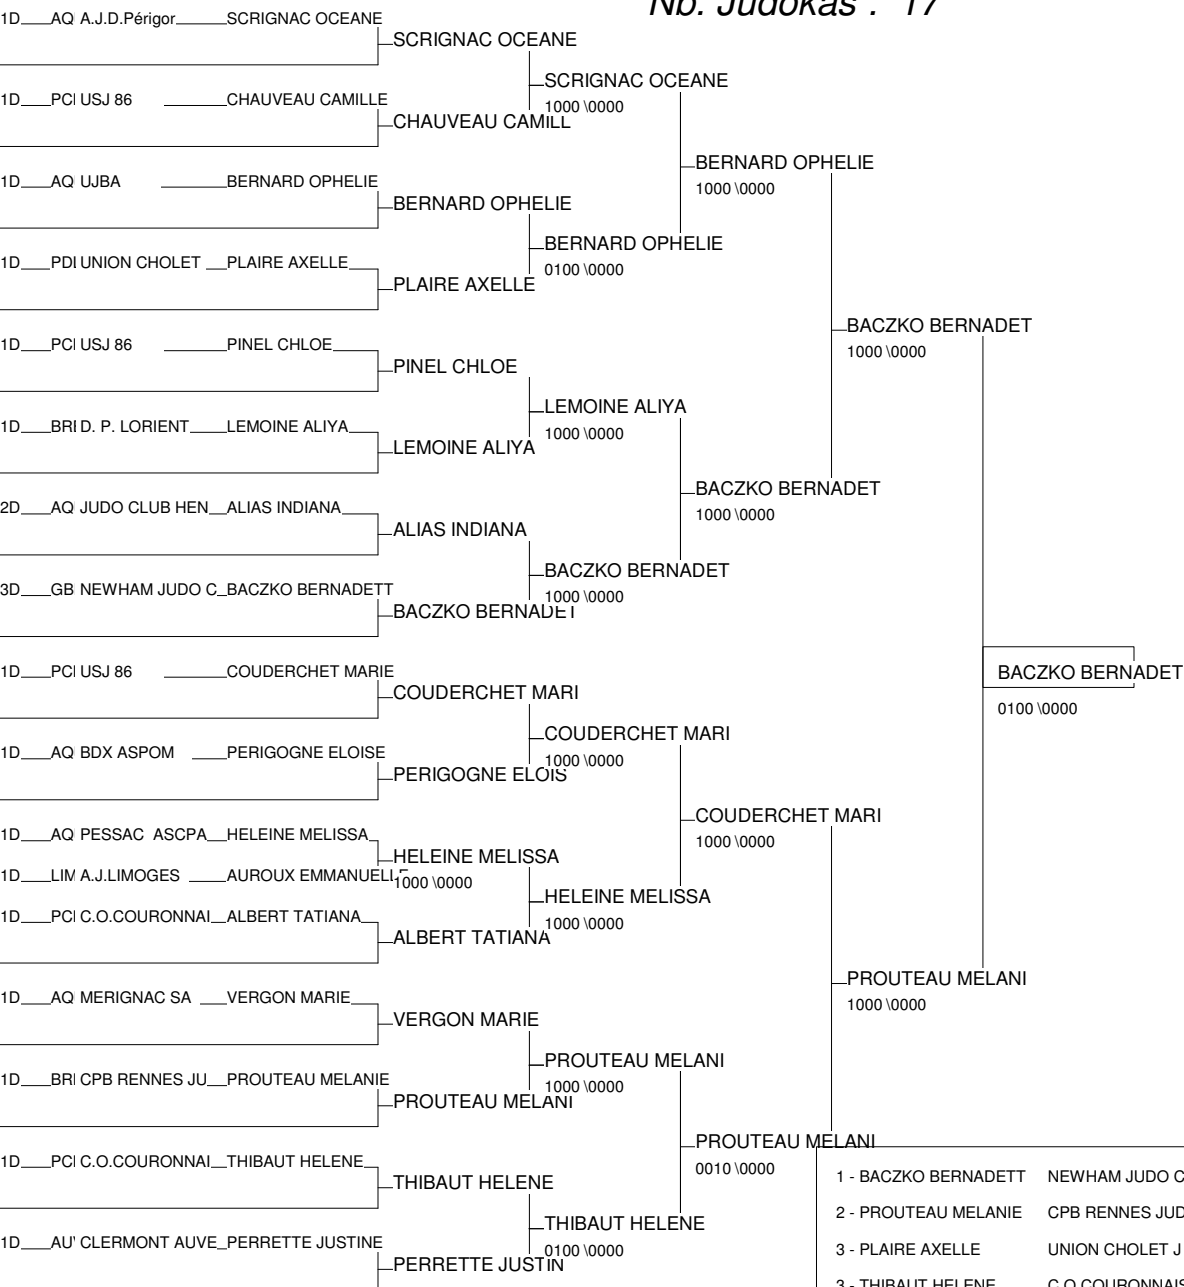 Nb. Judokas : 17
1D AQ A.J.D.Périgor SCRIGNAC OCEANE
SCRIGNAC OCEANE
SCRIGNAC OCEANE
1000 \0000
1D PCI USJ 86 CHAUVEAU CAMILLE
CHAUVEAU CAMILL
BERNARD OPHELIE
1000 \0000
1D AQ UJBA BERNARD OPHELIE
BERNARD OPHELIE
BERNARD OPHELIE
0100 \0000
1D PDI UNION CHOLET PLAIRE AXELLE
PLAIRE AXELLE
BACZKO BERNADET
1000 \0000
1D PCI USJ 86 PINEL CHLOE
PINEL CHLOE
LEMOINE ALIYA
1000 \0000
1D BRI D. P. LORIENT LEMOINE ALIYA
LEMOINE ALIYA
BACZKO BERNADET
1000 \0000
2D AQ JUDO CLUB HEN ALIAS INDIANA
ALIAS INDIANA
BACZKO BERNADET
1000 \0000
3D GB NEWHAM JUDO C BACZKO BERNADETT
BACZKO BERNADET
BACZKO BERNADET
0100 \0000
1D PCI USJ 86 COUDERCHET MARIE
COUDERCHET MARI
COUDERCHET MARI
1000 \0000
1D AQ BDX ASPOM PERIGOGNE ELOISE
PERIGOGNE ELOIS
COUDERCHET MARI
1000 \0000
1D AQ PESSAC ASCPA HELEINE MELISSA
HELEINE MELISSA
1D LIM A.J.LIMOGES AUROUX EMMANUELLE
1000 \0000
HELEINE MELISSA
1000 \0000
1D PCI C.O.COURONNAI ALBERT TATIANA
ALBERT TATIANA
PROUTEAU MELANI
1000 \0000
1D AQ MERIGNAC SA VERGON MARIE
VERGON MARIE
PROUTEAU MELANI
1000 \0000
1D BRI CPB RENNES JU PROUTEAU MELANIE
PROUTEAU MELANI
PROUTEAU MELANI
0010 \0000
1D PCI C.O.COURONNAI THIBAUT HELENE
THIBAUT HELENE
THIBAUT HELENE
0100 \0000
1D AU' CLERMONT AUVE PERRETTE JUSTINE
PERRETTE JUSTIN
1 - BACZKO BERNADETT NEWHAM JUDO C
2 - PROUTEAU MELANIE CPB RENNES JUD
3 - PLAIRE AXELLE UNION CHOLET J
3 - THIBAUT HELENE C.O.COURONNAIS